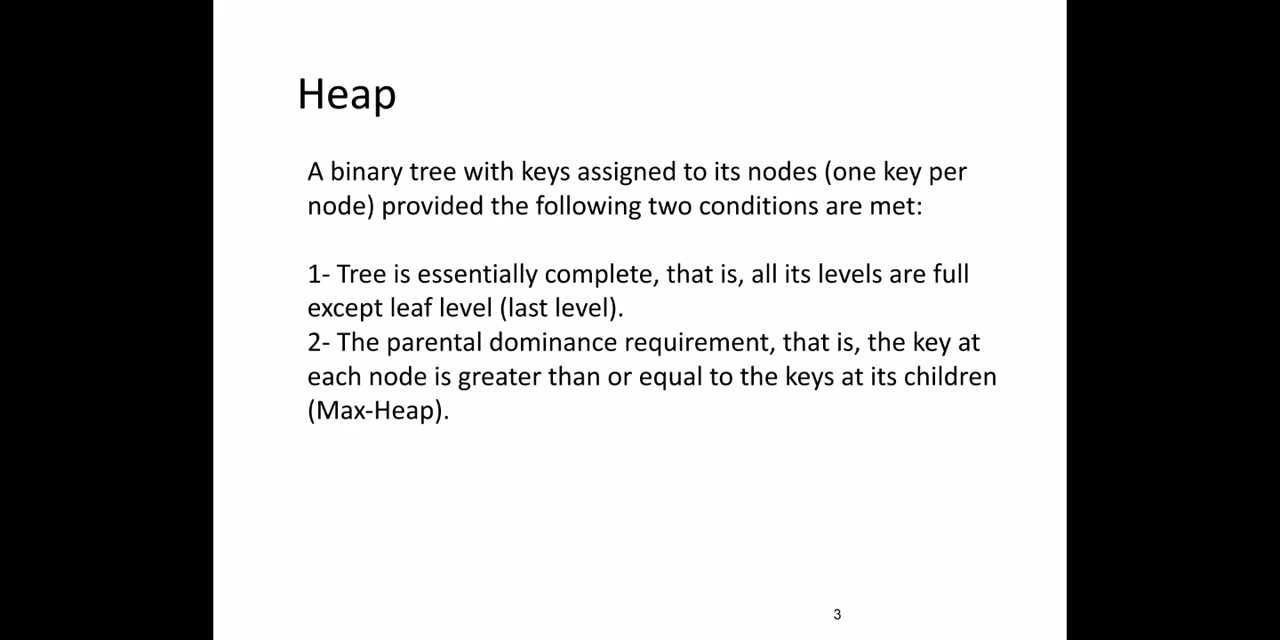 Heap
A binary tree with keys assigned to its nodes (one key per
node) provided the following two conditions are met:
1- Tree is essentially complete, that is, all its levels are full
except leaf level (last level).
2- The parental dominance requirement, that is, the key at
each node is greater than or equal to the keys at its children
(Max-Heap).
3